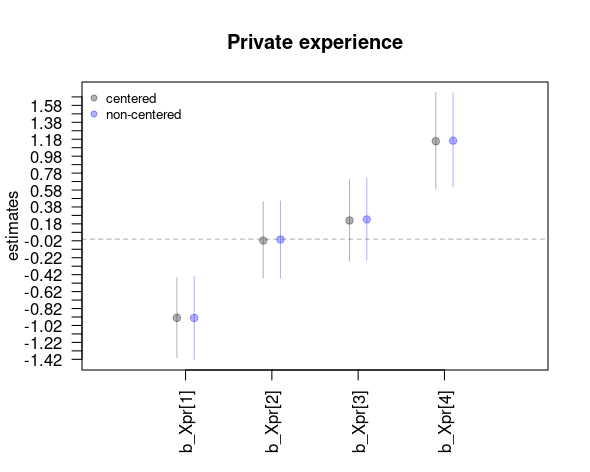 Private experience
centered
non-centered
estimates
1.58
1.38
1.18
0.98
0.78
0.58
0.38
0.18
-0.02
-0.22
-0.42
-0.62
-0.82
-1.02
-1.22
-1.42
b_Xpr[1]
b_Xpr[2]
b_Xpr[3]
b_Xpr[4]